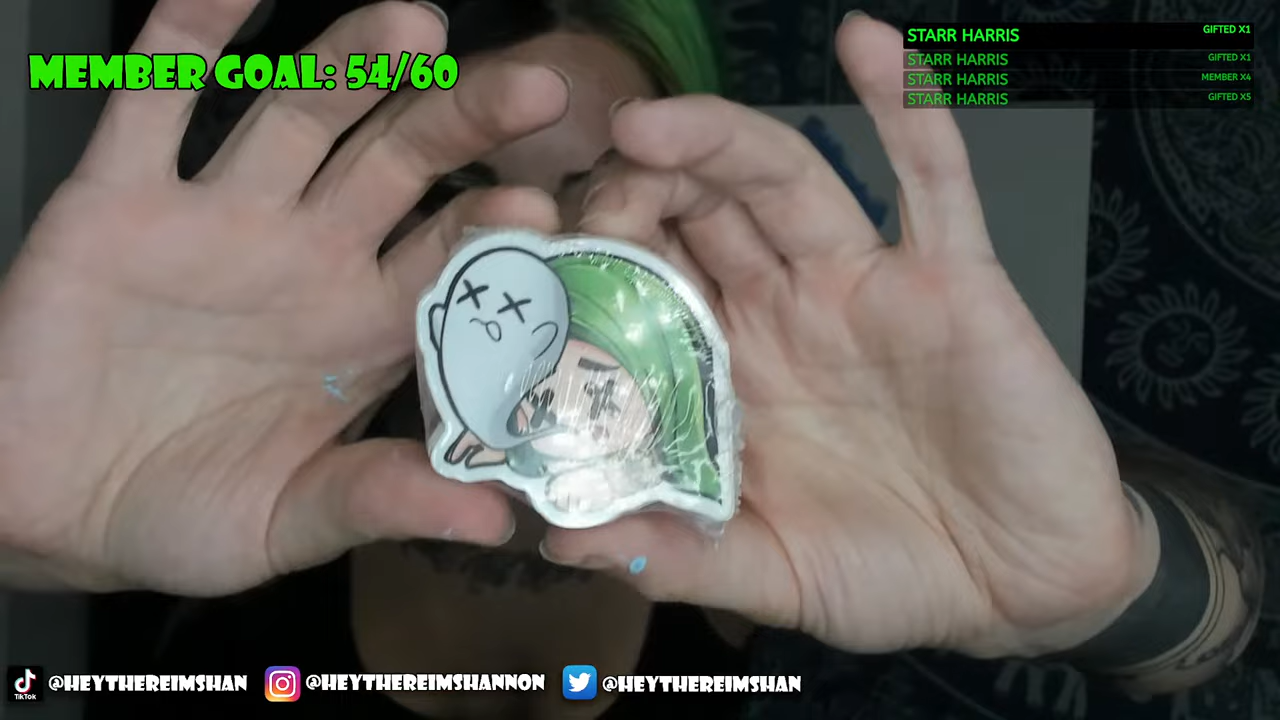 MEMBER GOAL: 54/60
STARR HARRIS GIFTED X1
STARR HARRIS GIFTED X1
STARR HARRIS MEMBER X4
STARR HARRIS GIFTED X5
TikTok @HEYTHEREIMSHAN @HEYTHEREIMSHANNON @HEYTHEREIMSHAN